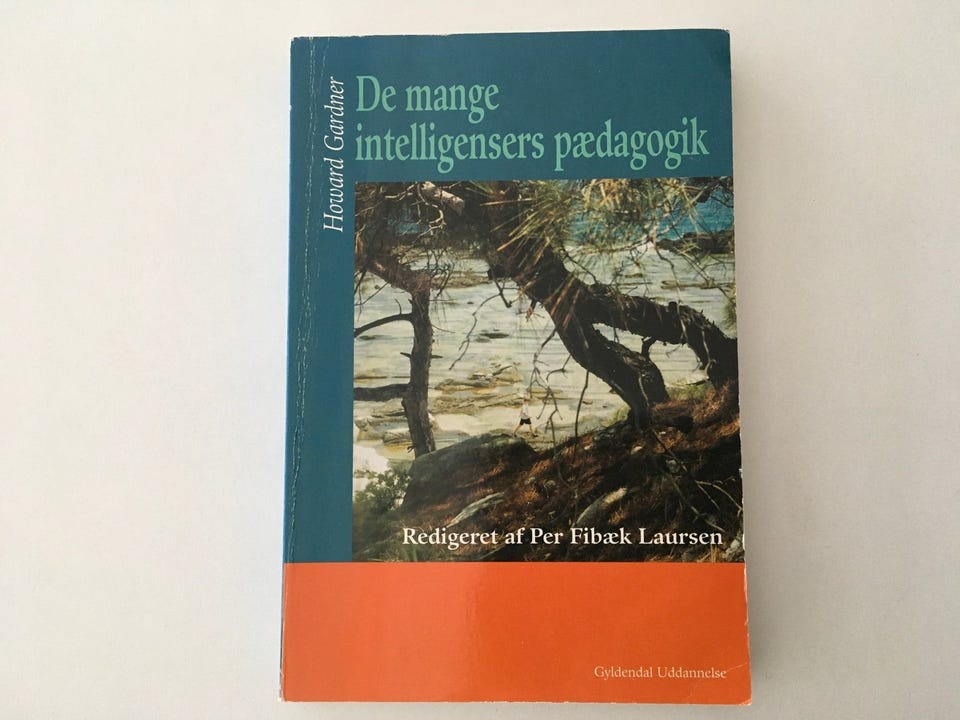 Howard Gardner
De mange
intelligensers pædagogik
Redigeret af Per Fibæk Laursen
Gyldendal Uddannelse